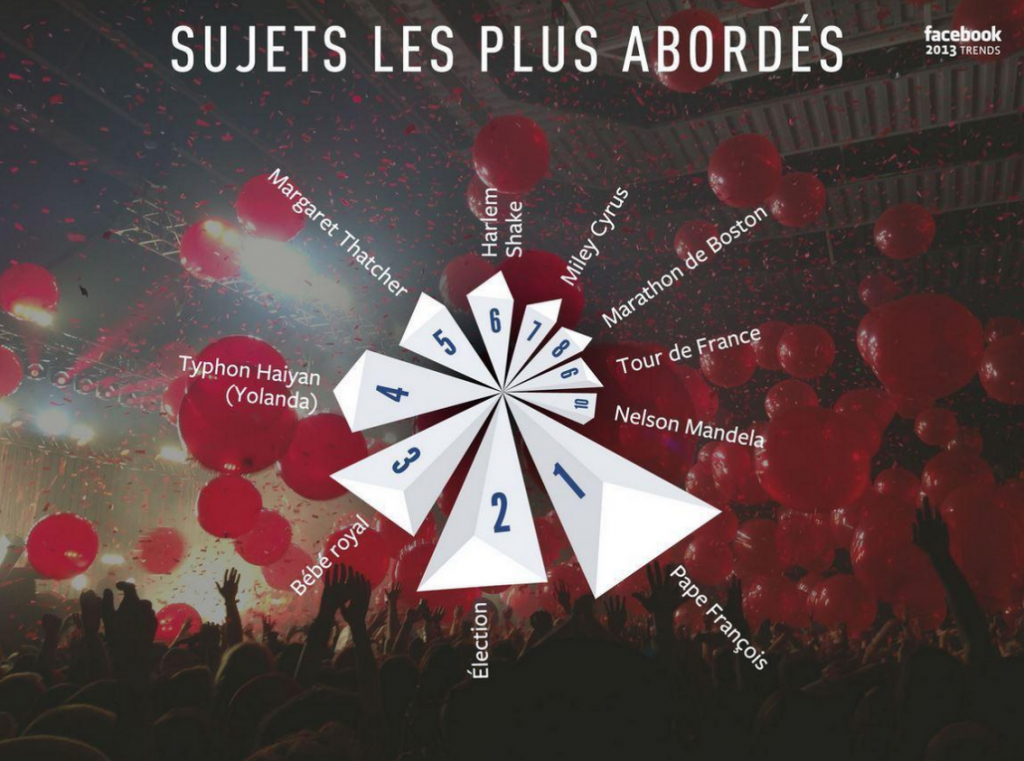 SUJETS LES PLUS ABORDÉS
facebook
2013 TRENDS
1
Pape François
2
Élection
3
Bébé royal
4
Typhon Haiyan
(Yolanda)
5
Margaret Thatcher
6
Harlem
Shake
7
Miley Cyrus
8
Marathon de Boston
9
Tour de France
10
Nelson Mandela